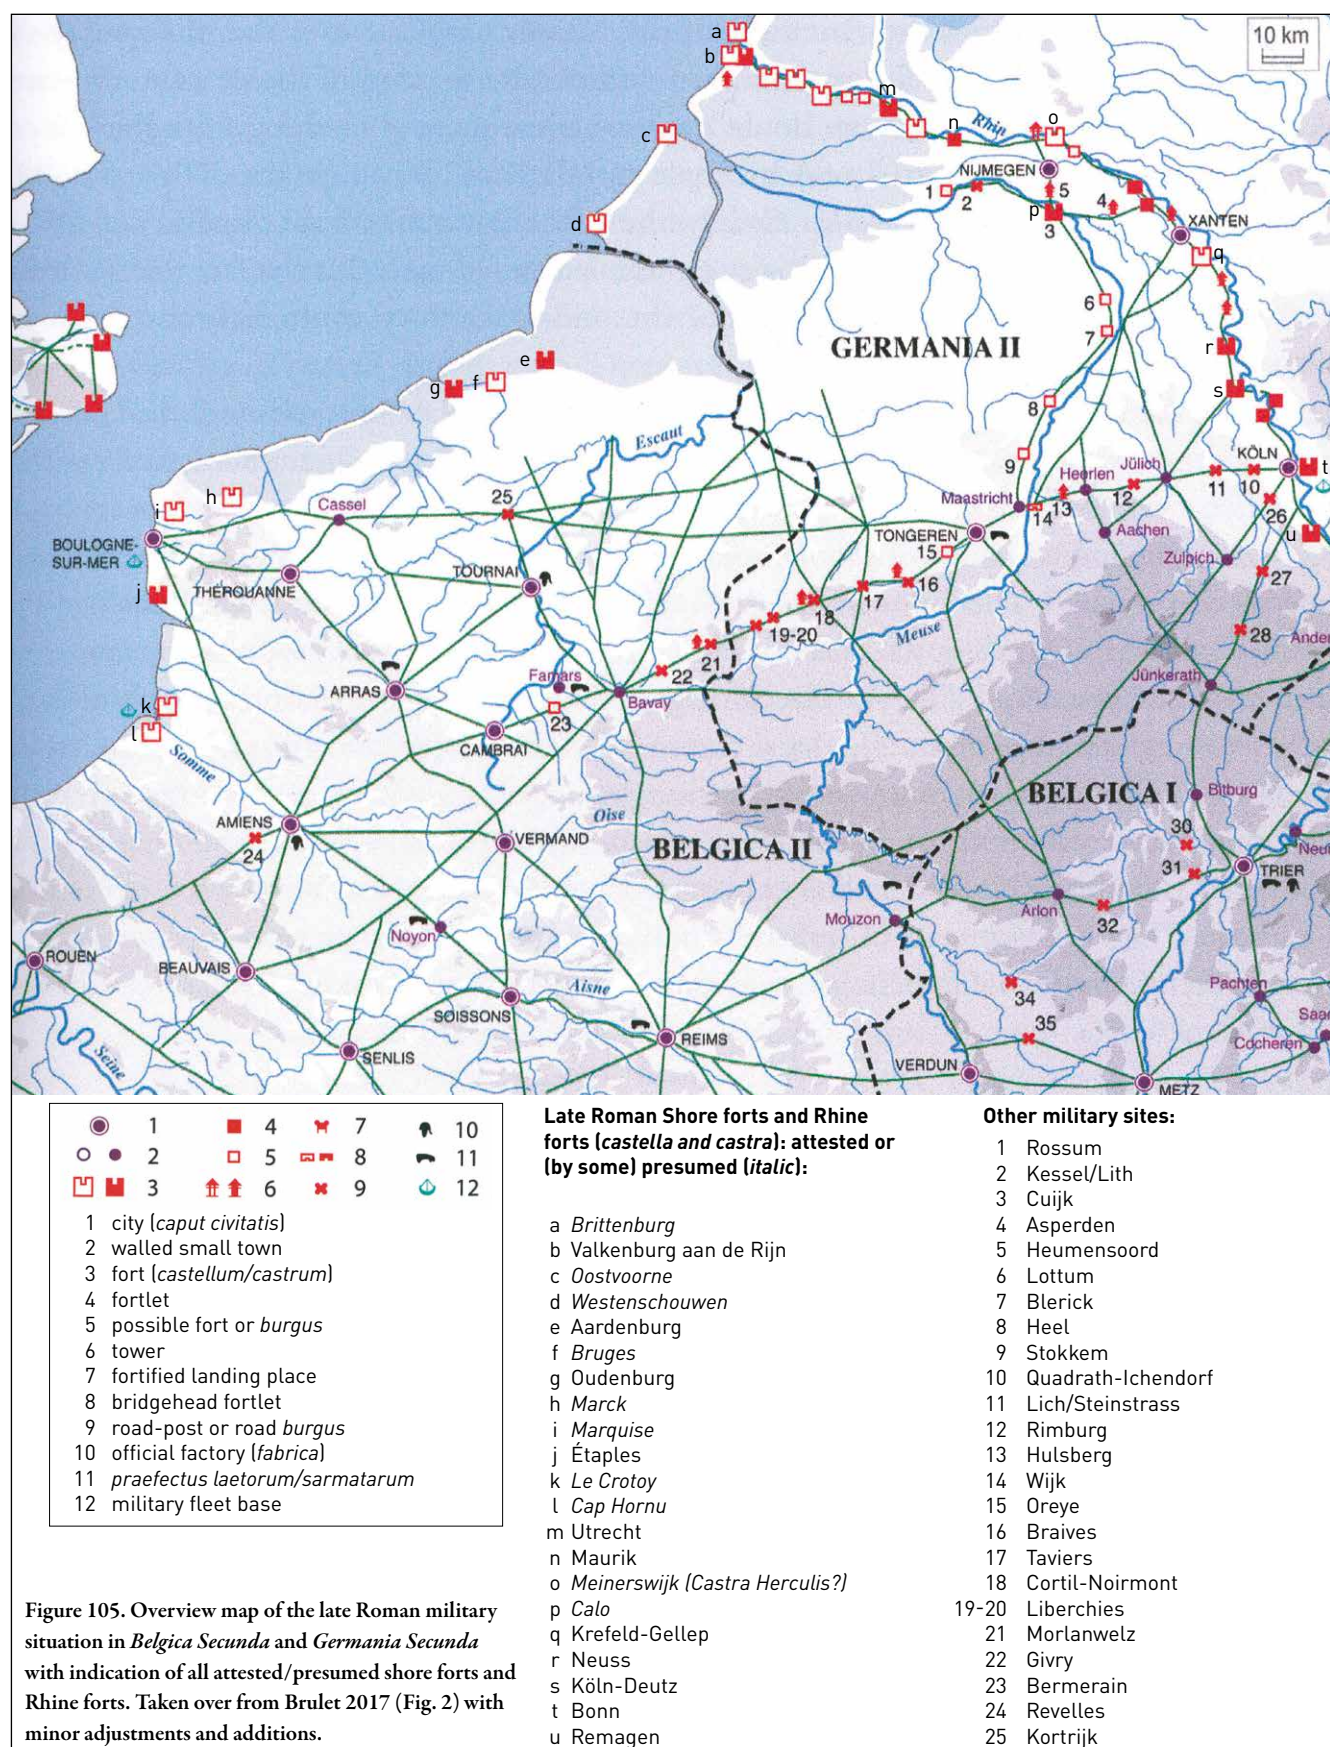 10 km
a
b
m
c
n
Rhin
o
NIJMEGEN
1
2
5
p
3
4
XANTEN
d
q
6
7
GERMANIA II
r
e
f
g
8
s
Escaut
h
i
Cassel
25
9
Maastricht
Heerlen
Jülich
KÖLN
t
13
12
11
10
14
26
BOULOGNE-
SUR-MER
TONGEREN
Aachen
u
15
Zulpich
THÉROUANNE
TOURNAI
j
16
17
18
19-20
27
Meuse
28
Ander
21
22
Famars
Jünkerath
ARRAS
Bavay
k
23
l
CAMBRAI
Somme
BELGICA I
Bitburg
AMIENS
Oise
24
VERMAND
BELGICA II
30
Neu
31
TRIER
Mouzon
Arlon
32
Noyon
ROUEN
BEAUVAIS
Aisne
34
Pachten
SOISSONS
35
Saa
REIMS
Cocheren
Seine
SENLIS
VERDUN
METZ
1 4 7 10
2 5 8 11
3 6 9 12
1 city (caput civitatis)
2 walled small town
3 fort (castellum/castrum)
4 fortlet
5 possible fort or burgus
6 tower
7 fortified landing place
8 bridgehead fortlet
9 road-post or road burgus
10 official factory (fabrica)
11 praefectus laetorum/sarmatarum
12 military fleet base
Figure 105. Overview map of the late Roman military
situation in Belgica Secunda and Germania Secunda
with indication of all attested/presumed shore forts and
Rhine forts. Taken over from Brulet 2017 (Fig. 2) with
minor adjustments and additions.
Late Roman Shore forts and Rhine
forts (castella and castra): attested or
(by some) presumed (italic):
a Brittenburg
b Valkenburg aan de Rijn
c Oostvoorne
d Westenschouwen
e Aardenburg
f Bruges
g Oudenburg
h Marck
i Marquise
j Étaples
k Le Crotoy
l Cap Hornu
m Utrecht
n Maurik
o Meinerswijk (Castra Herculis?)
p Calo
q Krefeld-Gellep
r Neuss
s Köln-Deutz
t Bonn
u Remagen
Other military sites:
1 Rossum
2 Kessel/Lith
3 Cuijk
4 Asperden
5 Heumensoord
6 Lottum
7 Blerick
8 Heel
9 Stokkem
10 Quadrath-Ichendorf
11 Lich/Steinstrass
12 Rimburg
13 Hulsberg
14 Wijk
15 Oreye
16 Braives
17 Taviers
18 Cortil-Noirmont
19-20 Liberchies
21 Morlanwelz
22 Givry
23 Bermerain
24 Revelles
25 Kortrijk